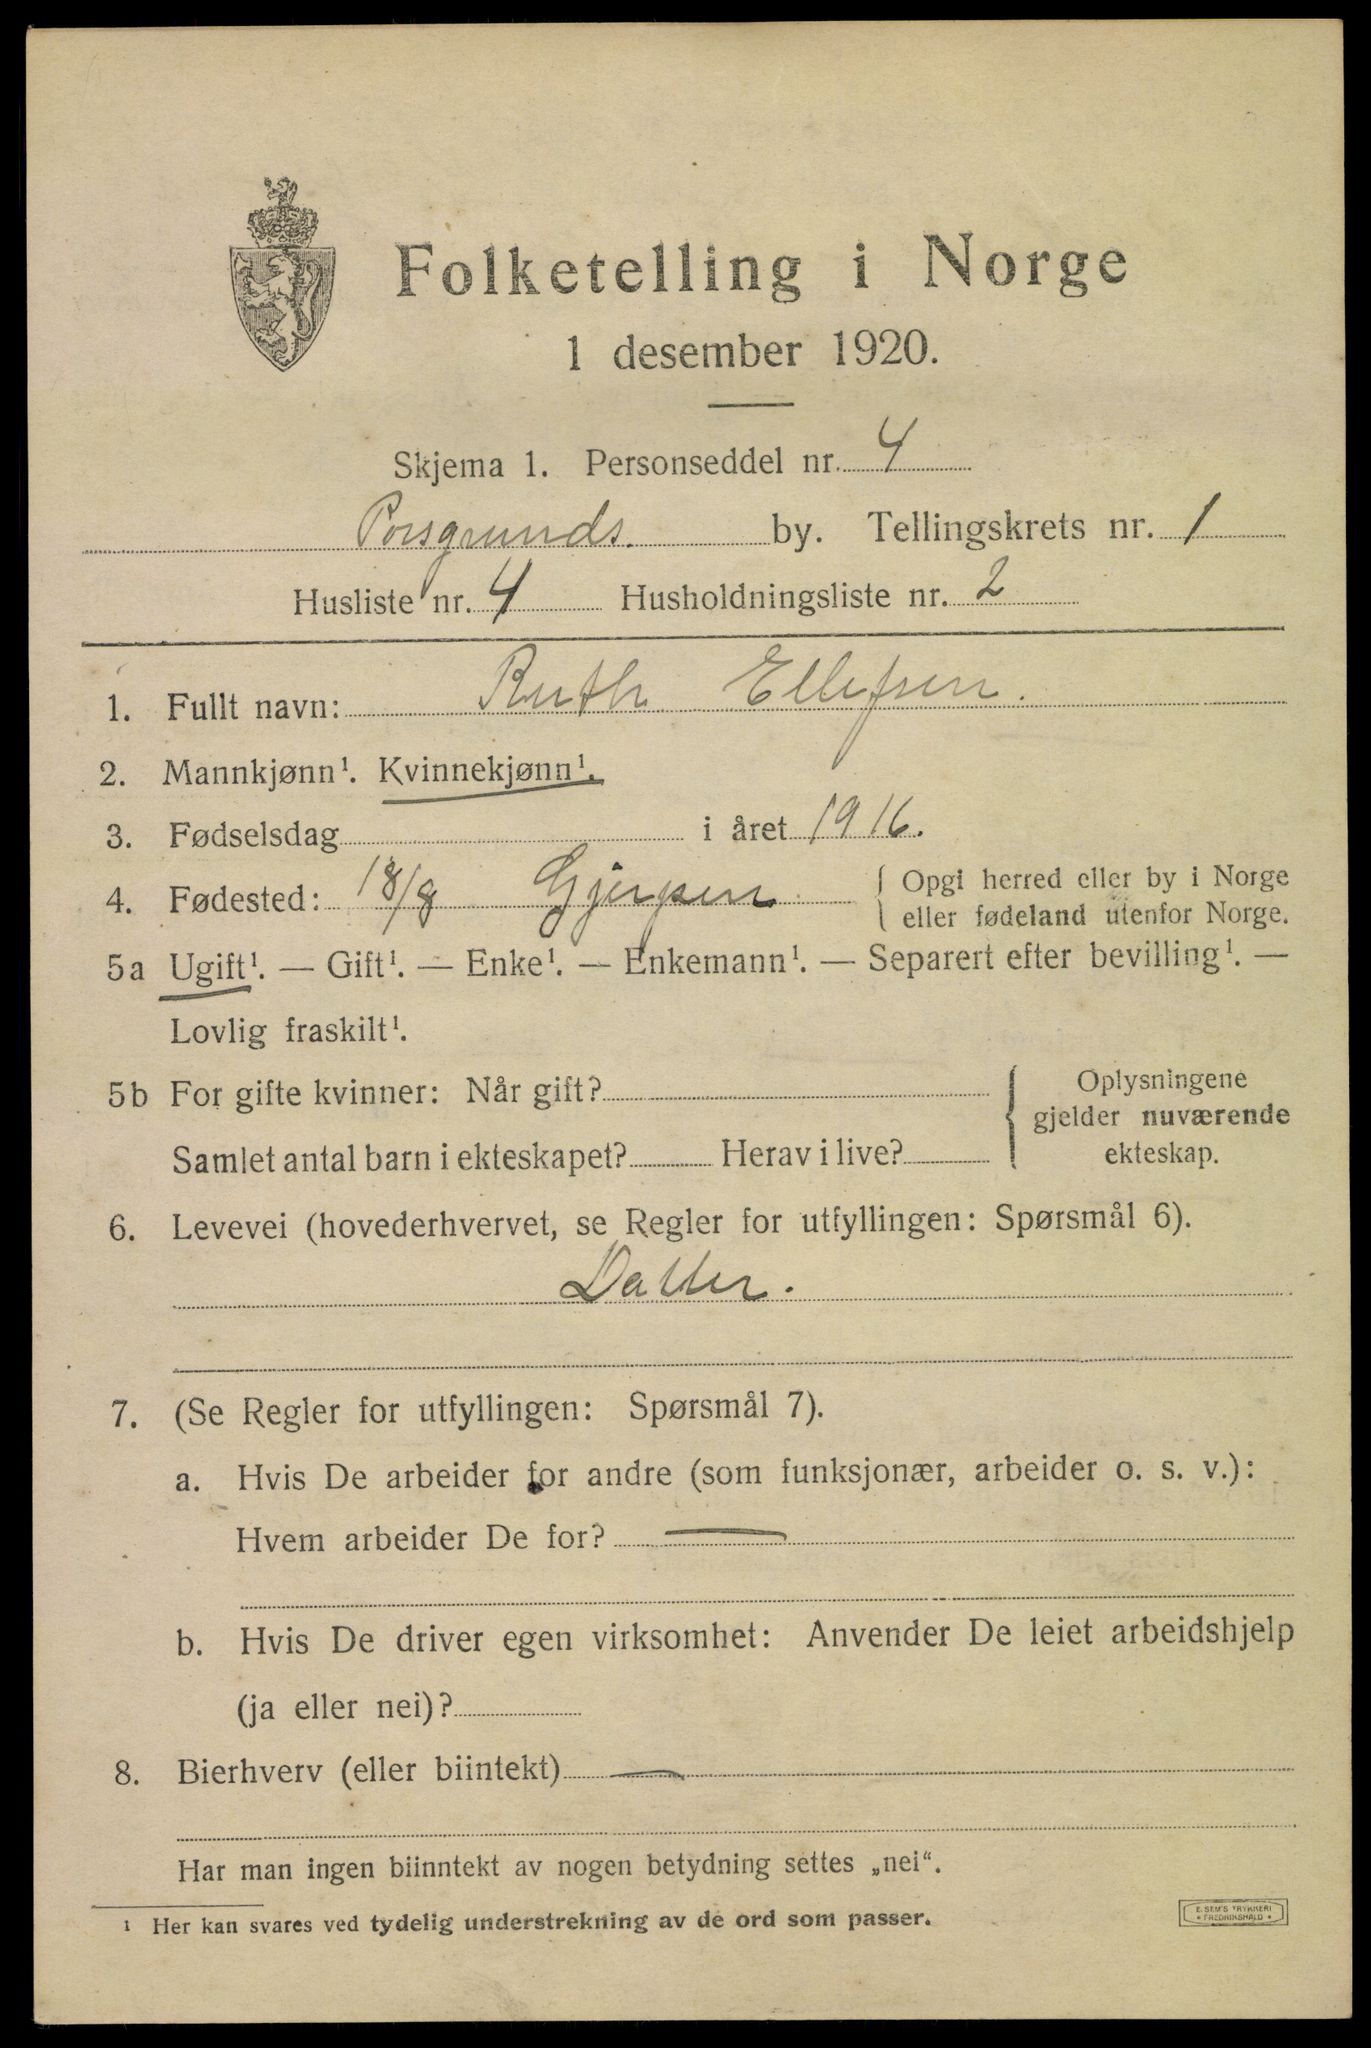 Folketelling i Norge
1 desember 1920.
Skjema 1. Personseddel nr. 4
Porsgrunds. by. Tellingskrets nr. 1
Husliste nr. 4 Husholdningsliste nr. 2
1. Fullt navn: Ruth Ellefsen.
2. Mannkjønn¹. Kvinnekjønn¹.
3. Fødselsdag i året 1916.
4. Fødested: 18/8 Gjerpen { Opgi herred eller by i Norge
eller fødeland utenfor Norge.
5a Ugift¹. — Gift¹. — Enke¹. — Enkemann¹. — Separert efter bevilling¹. —
Lovlig fraskilt¹.
5b For gifte kvinner: Når gift? { Oplysningene
gjelder nuværende
Samlet antal barn i ekteskapet? Herav i live? ekteskap.
6. Levevei (hovederhvervet, se Regler for utfyllingen: Spørsmål 6).
Datter.
7. (Se Regler for utfyllingen: Spørsmål 7).
a. Hvis De arbeider for andre (som funksjonær, arbeider o. s. v.):
Hvem arbeider De for? —
b. Hvis De driver egen virksomhet: Anvender De leiet arbeidshjelp
(ja eller nei)?
8. Bierhverv (eller biintekt) —
Har man ingen biinntekt av nogen betydning settes „nei“.
¹ Her kan svares ved tydelig understrekning av de ord som passer.
E. SEM'S TRYKKERI
* FREDRIKSHALD *